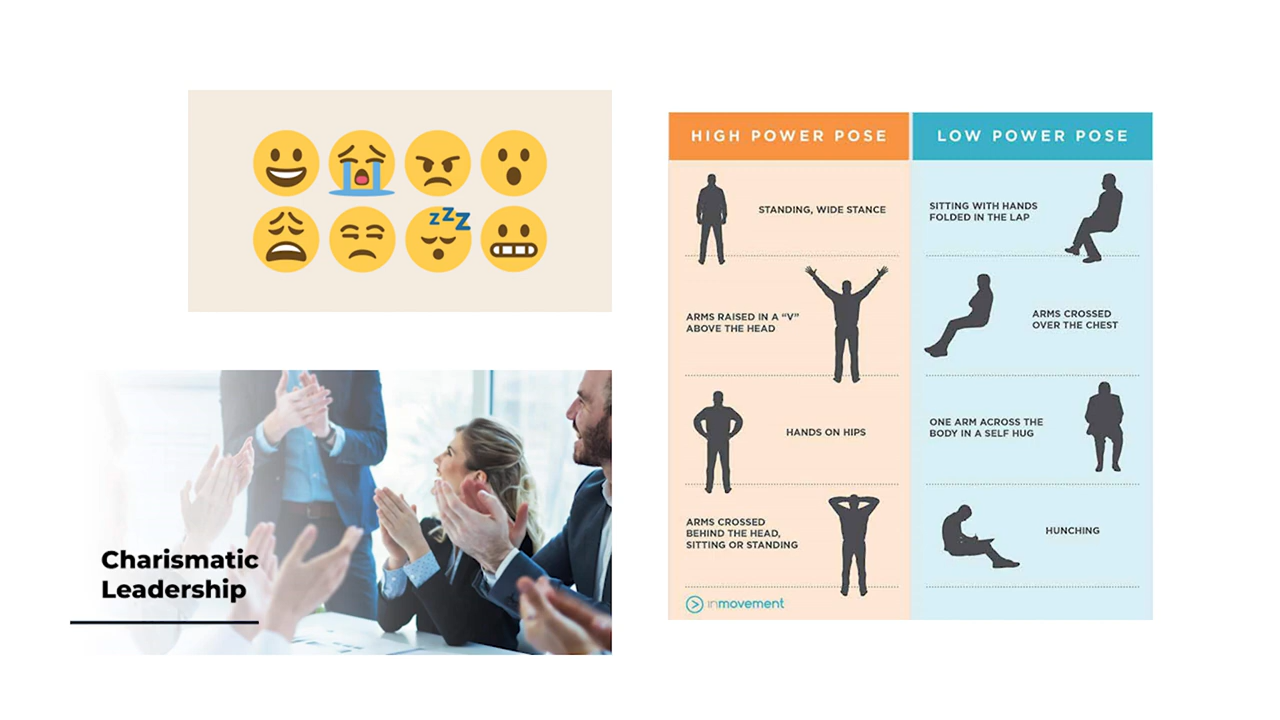 zzZ
Charismatic
Leadership
HIGH POWER POSE
STANDING, WIDE STANCE
ARMS RAISED IN A “V”
ABOVE THE HEAD
HANDS ON HIPS
ARMS CROSSED
BEHIND THE HEAD,
SITTING OR STANDING
inmovement
LOW POWER POSE
SITTING WITH HANDS
FOLDED IN THE LAP
ARMS CROSSED
OVER THE CHEST
ONE ARM ACROSS THE
BODY IN A SELF HUG
HUNCHING